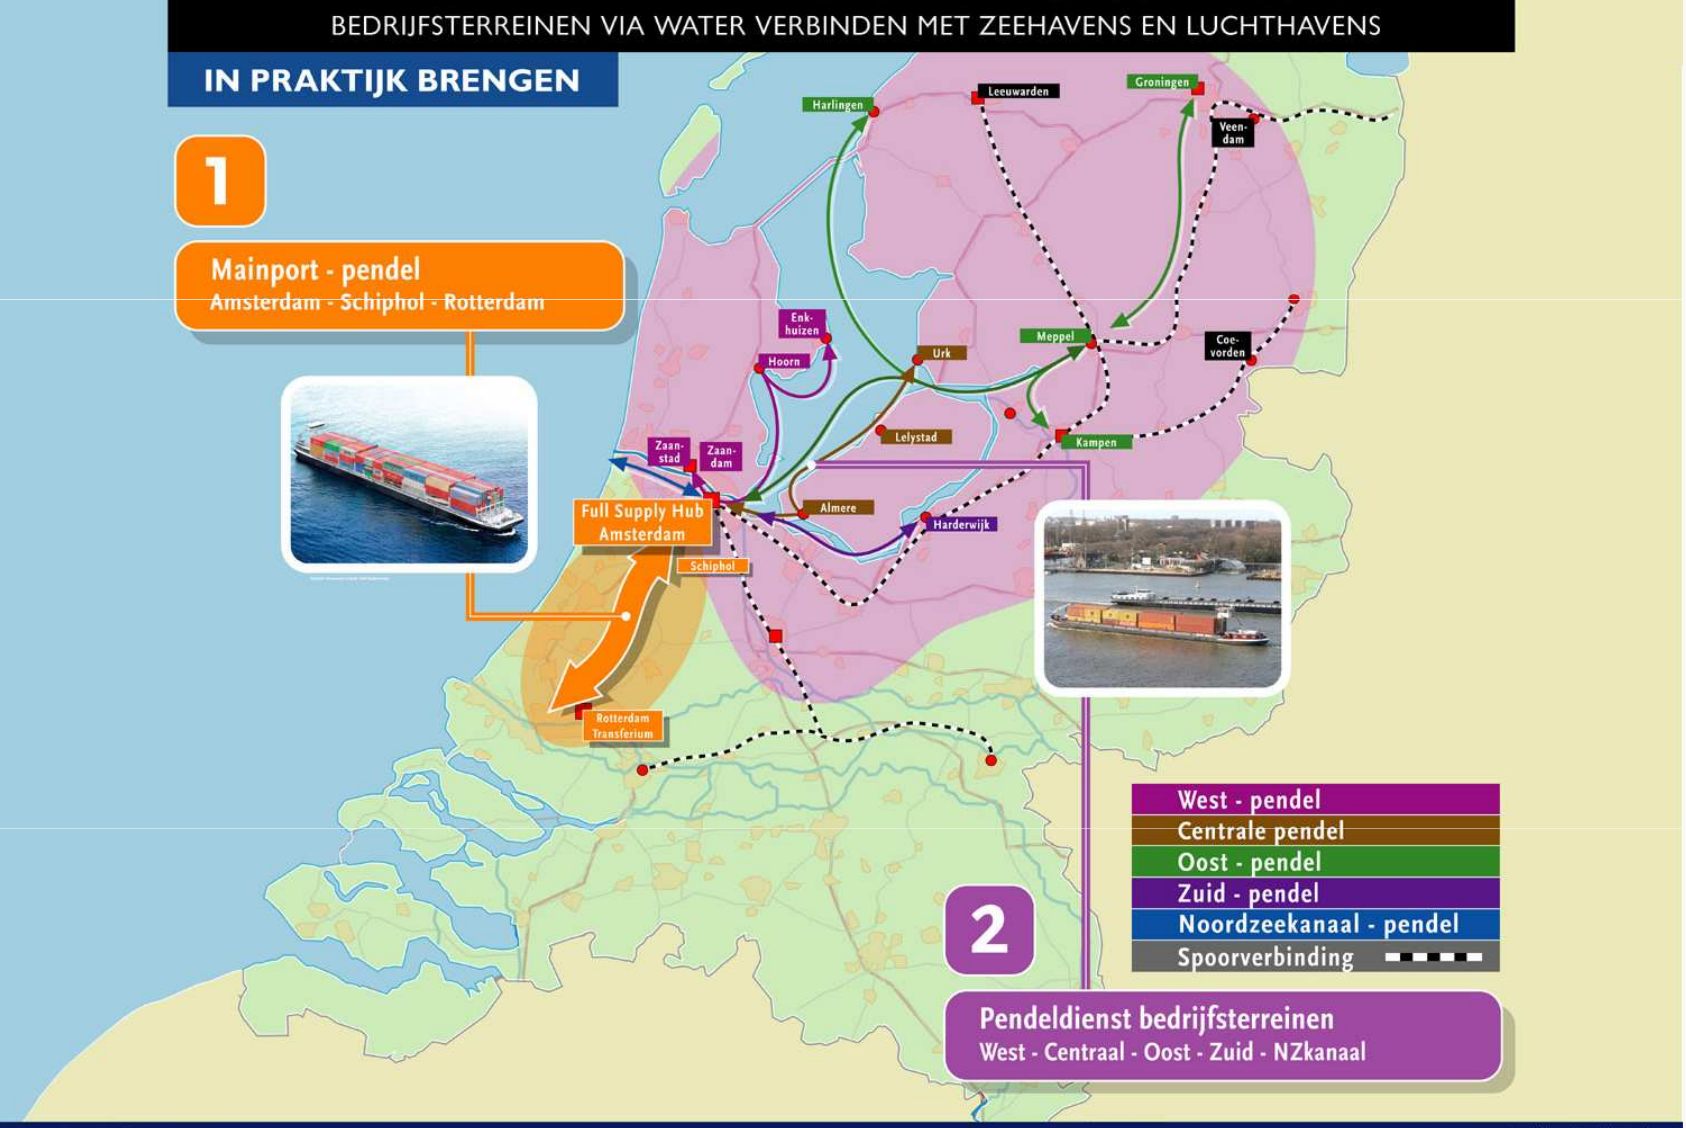 BEDRIJFSTERREINEN VIA WATER VERBINDEN MET ZEEHAVENS EN LUCHTHAVENS
IN PRAKTIJK BRENGEN
1
Mainport - pendel
Amsterdam - Schiphol - Rotterdam
Harlingen
Leeuwarden
Groningen
Veen-
dam
Enk-
huizen
Hoorn
Urk
Meppel
Coe-
vorden
Lelystad
Kampen
Zaan-
stad
Zaan-
dam
Almere
Harderwijk
Full Supply Hub
Amsterdam
Schiphol
Rotterdam
Transferium
West - pendel
Centrale pendel
Oost - pendel
Zuid - pendel
Noordzeekanaal - pendel
Spoorverbinding
2
Pendeldienst bedrijfsterreinen
West - Centraal - Oost - Zuid - NZkanaal